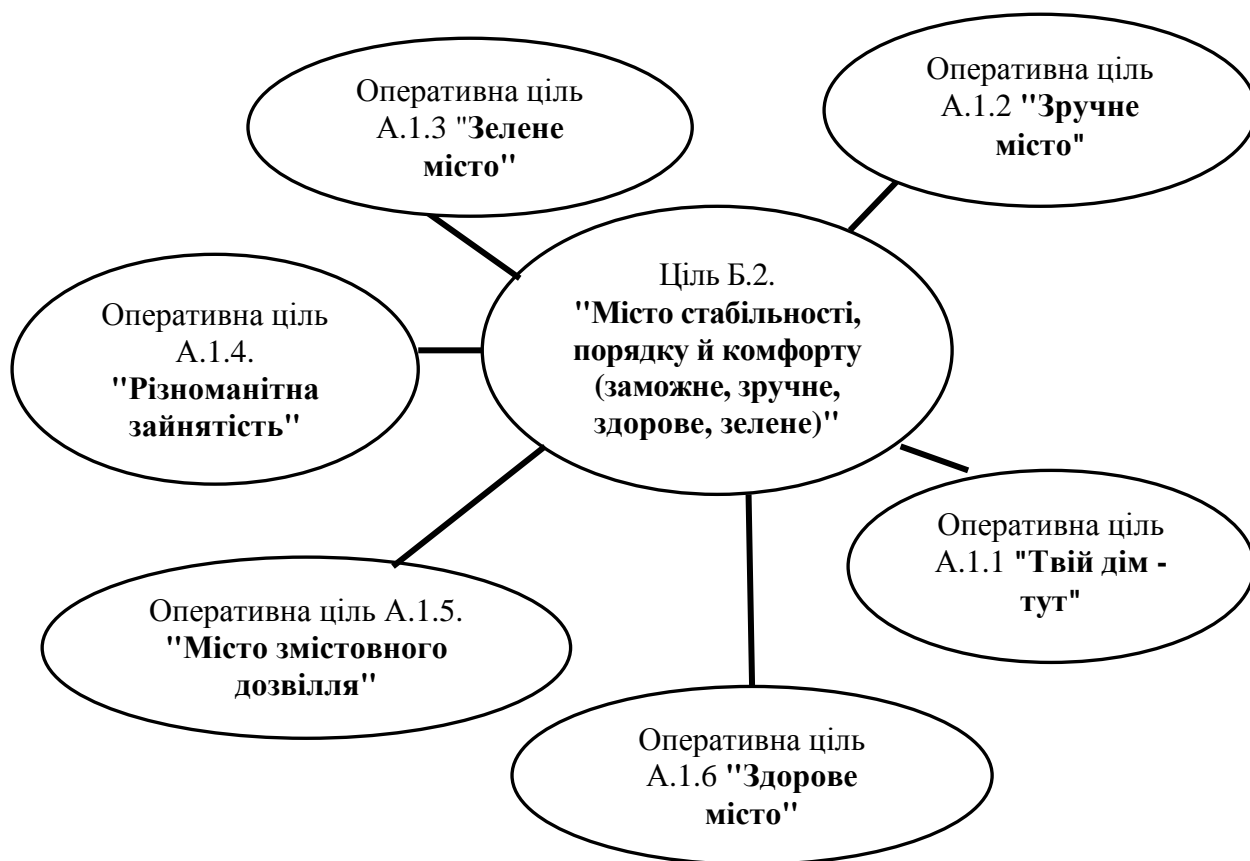 Оперативна ціль
А.1.3 "Зелене
місто"
Оперативна ціль
А.1.2 "Зручне
місто"
Ціль Б.2.
"Місто стабільності,
порядку й комфорту
(заможне, зручне,
здорове, зелене)"
Оперативна ціль
А.1.4.
"Різноманітна
зайнятість"
Оперативна ціль
А.1.1 "Твій дім -
тут"
Оперативна ціль А.1.5.
"Місто змістовного
дозвілля"
Оперативна ціль
А.1.6 "Здорове
місто"